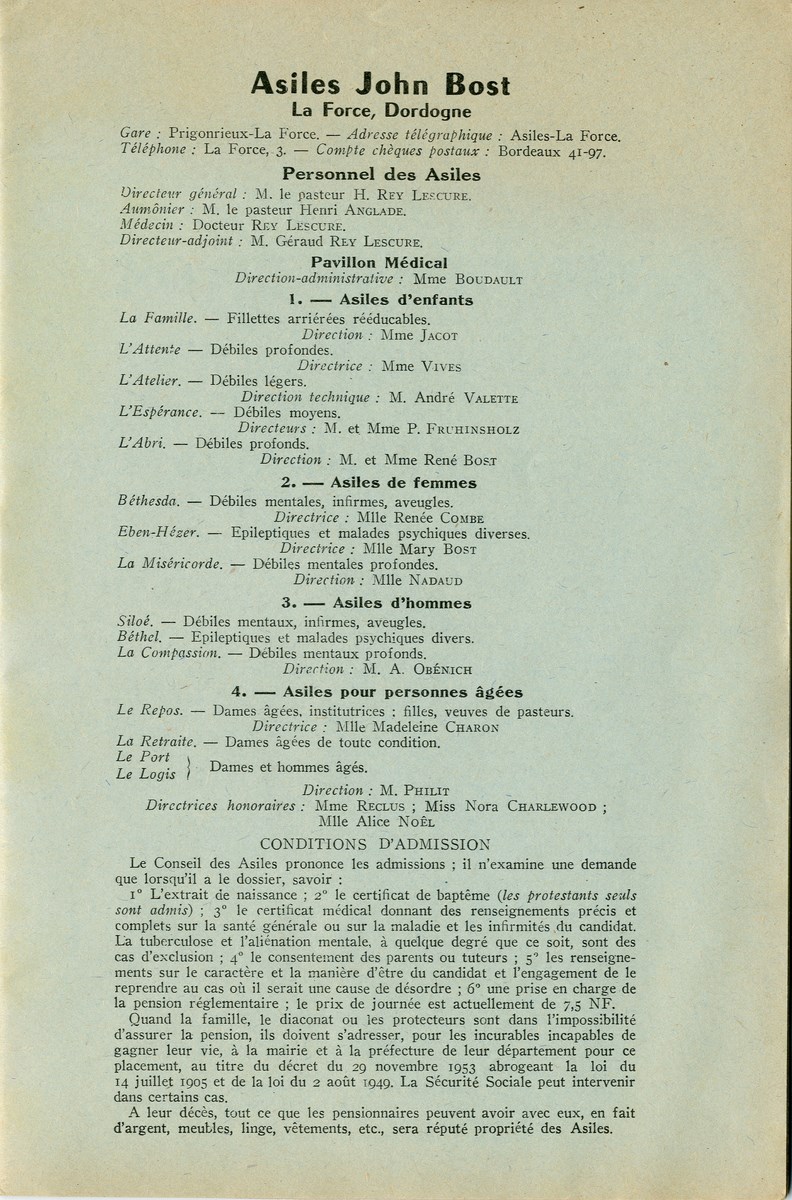 Asiles John Bost
La Force, Dordogne
Gare : Prigonrieux-La Force. — Adresse télégraphique : Asiles-La Force.
Téléphone : La Force, 3. — Compte chèques postaux : Bordeaux 41-97.
Personnel des Asiles
Directeur général : M. le pasteur H. REY LESCURE.
Aumônier : M. le pasteur Henri ANGLADE.
Médecin : Docteur REY LESCURE.
Directeur-adjoint : M. Géraud REY LESCURE.
Pavillon Médical
Direction-administrative : Mme BOUDAULT
1. — Asiles d'enfants
La Famille. — Fillettes arriérées rééducables.
Direction : Mme JACOT
L'Attente — Débiles profondes.
Directrice : Mme VIVES
L'Atelier. — Débiles légers.
Direction technique : M. André VALETTE
L'Espérance. — Débiles moyens.
Directeurs : M. et Mme P. FRUHINSHOLZ
L'Abri. — Débiles profonds.
Direction : M. et Mme René BOST
2. — Asiles de femmes
Béthesda. — Débiles mentales, infirmes, aveugles.
Directrice : Mlle Renée COMBE
Eben-Hézer. — Epileptiques et malades psychiques diverses.
Directrice : Mlle Mary BOST
La Miséricorde. — Débiles mentales profondes.
Direction : Mlle NADAUD
3. — Asiles d'hommes
Siloé. — Débiles mentaux, infirmes, aveugles.
Béthel. — Epileptiques et malades psychiques divers.
La Compassion. — Débiles mentaux profonds.
Direction : M. A. OBÉNICH
4. — Asiles pour personnes âgées
Le Repos. — Dames âgées, institutrices ; filles, veuves de pasteurs.
Directrice : Mlle Madeleine CHARON
La Retraite. — Dames âgées de toute condition.
Le Port
Le Logis } Dames et hommes âgés.
Direction : M. PHILIT
Directrices honoraires : Mme RECLUS ; Miss Nora CHARLEWOOD ;
Mlle Alice NOËL
CONDITIONS D'ADMISSION
Le Conseil des Asiles prononce les admissions ; il n'examine une demande
que lorsqu'il a le dossier, savoir :
1° L'extrait de naissance ; 2° le certificat de baptême (les protestants seuls
sont admis) ; 3° le certificat médical donnant des renseignements précis et
complets sur la santé générale ou sur la maladie et les infirmités du candidat.
La tuberculose et l'aliénation mentale, à quelque degré que ce soit, sont des
cas d'exclusion ; 4° le consentement des parents ou tuteurs ; 5° les renseigne-
ments sur le caractère et la manière d'être du candidat et l'engagement de le
reprendre au cas où il serait une cause de désordre ; 6° une prise en charge de
la pension réglementaire ; le prix de journée est actuellement de 7,5 NF.
Quand la famille, le diaconat ou les protecteurs sont dans l'impossibilité
d'assurer la pension, ils doivent s'adresser, pour les incurables incapables de
gagner leur vie, à la mairie et à la préfecture de leur département pour ce
placement, au titre du décret du 29 novembre 1953 abrogeant la loi du
14 juillet 1905 et de la loi du 2 août 1949. La Sécurité Sociale peut intervenir
dans certains cas.
A leur décès, tout ce que les pensionnaires peuvent avoir avec eux, en fait
d'argent, meubles, linge, vêtements, etc., sera réputé propriété des Asiles.